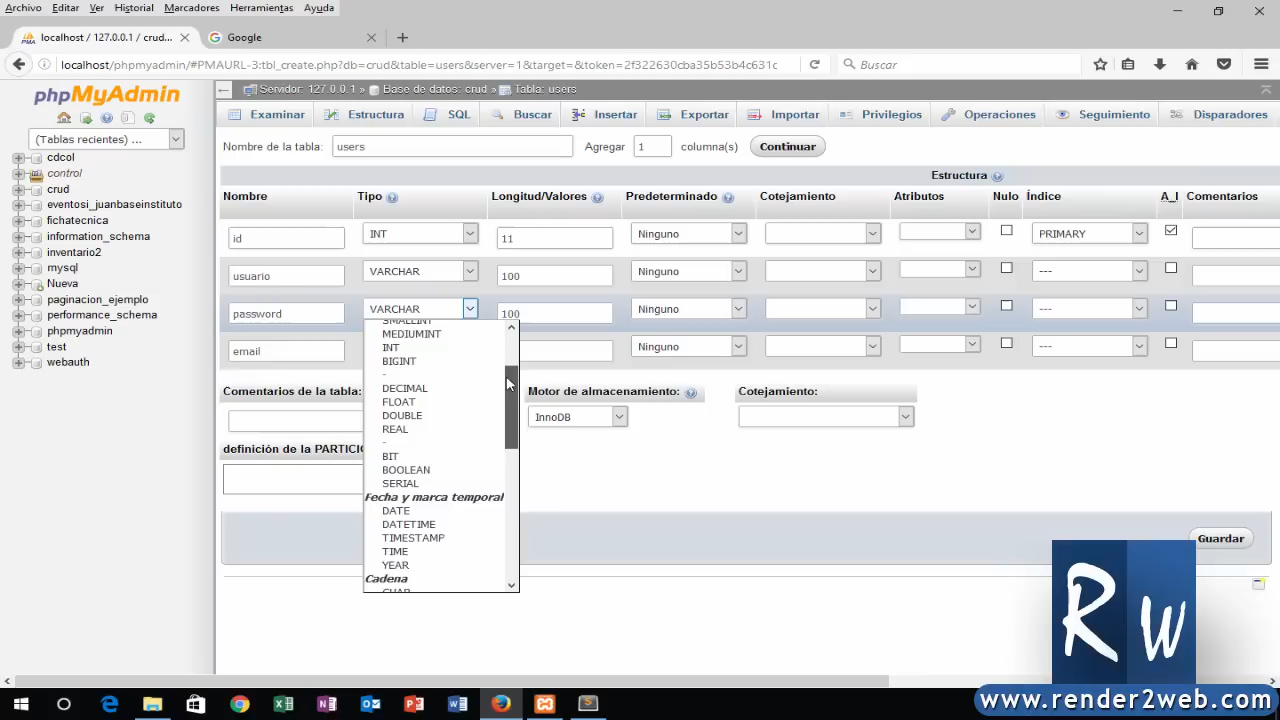 Archivo Editar Ver Historial Marcadores Herramientas Ayuda
PMA localhost / 127.0.0.1 / crud... Google
localhost/phpmyadmin/#PMAURL-3:tbl_create.php?db=crud&table=users&server=1&target=&token=2f322630cba35b53b4c631c Buscar
phpMyAdmin
(Tablas recientes) ...
cdcol
control
crud
eventosi_juanbaseinstituto
fichatecnica
information_schema
inventario2
mysql
Nueva
paginacion_ejemplo
performance_schema
phpmyadmin
test
webauth
Servidor: 127.0.0.1 » Base de datos: crud » Tabla: users
Examinar Estructura SQL Buscar Insertar Exportar Importar Privilegios Operaciones Seguimiento Disparadores
Nombre de la tabla: users Agregar 1 columna(s) Continuar
Estructura
Nombre Tipo Longitud/Valores Predeterminado Cotejamiento Atributos Nulo Índice A_I Comentarios
id INT 11 Ninguno PRIMARY
usuario VARCHAR 100 Ninguno ---
password VARCHAR 100 Ninguno ---
email Ninguno ---
SMALLINT
MEDIUMINT
INT
BIGINT
-
DECIMAL
FLOAT
DOUBLE
REAL
-
BIT
BOOLEAN
SERIAL
Fecha y marca temporal
DATE
DATETIME
TIMESTAMP
TIME
YEAR
Cadena
CHAR
Comentarios de la tabla: Motor de almacenamiento: Cotejamiento:
InnoDB
definición de la PARTICI
Guardar
RW
www.render2web.com